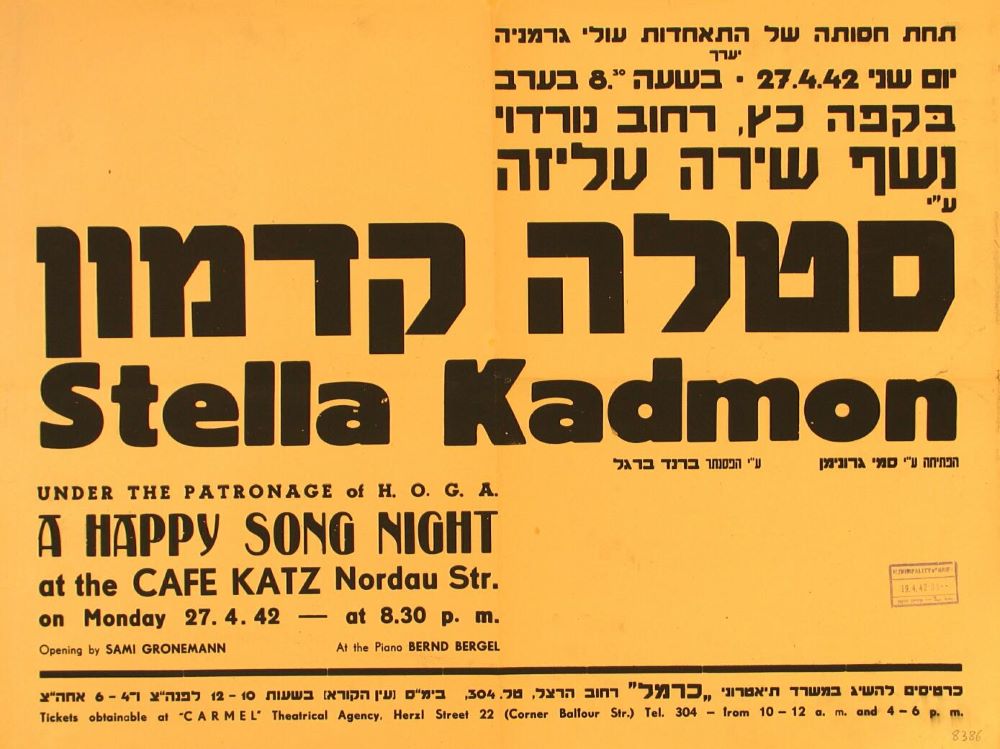 תחת חסותה של התאחדות עולי גרמניה
יערך
יום שני 27.4.42 · בשעה 8.³⁰ בערב
בקפה כץ, רחוב נורדוי
נשף שירה עליזה
ע"י
סטלה קדמון
Stella Kadmon
הפתיחה ע"י סמי גרונימן ע"י הפסנתר ברנד ברגל
UNDER THE PATRONAGE of H. O. G. A.
A HAPPY SONG NIGHT
at the CAFE KATZ Nordau Str.
on Monday 27. 4. 42 — at 8.30 p. m.
Opening by SAMI GRONEMANN At the Piano BERND BERGEL
19.4.42
כרטיסים להשיג במשרד תיאטרוני „כרמל" רחוב הרצל, טל. 304, בימ"ס (עין הקורא) בשעות 10 – 12 לפנה"צ ו־4 – 6 אחה"צ
Tickets obtainable at "CARMEL" Theatrical Agency, Herzl Street 22 (Corner Balfour Str.) Tel. 304 – from 10 – 12 a. m. and 4 – 6 p. m.
8386